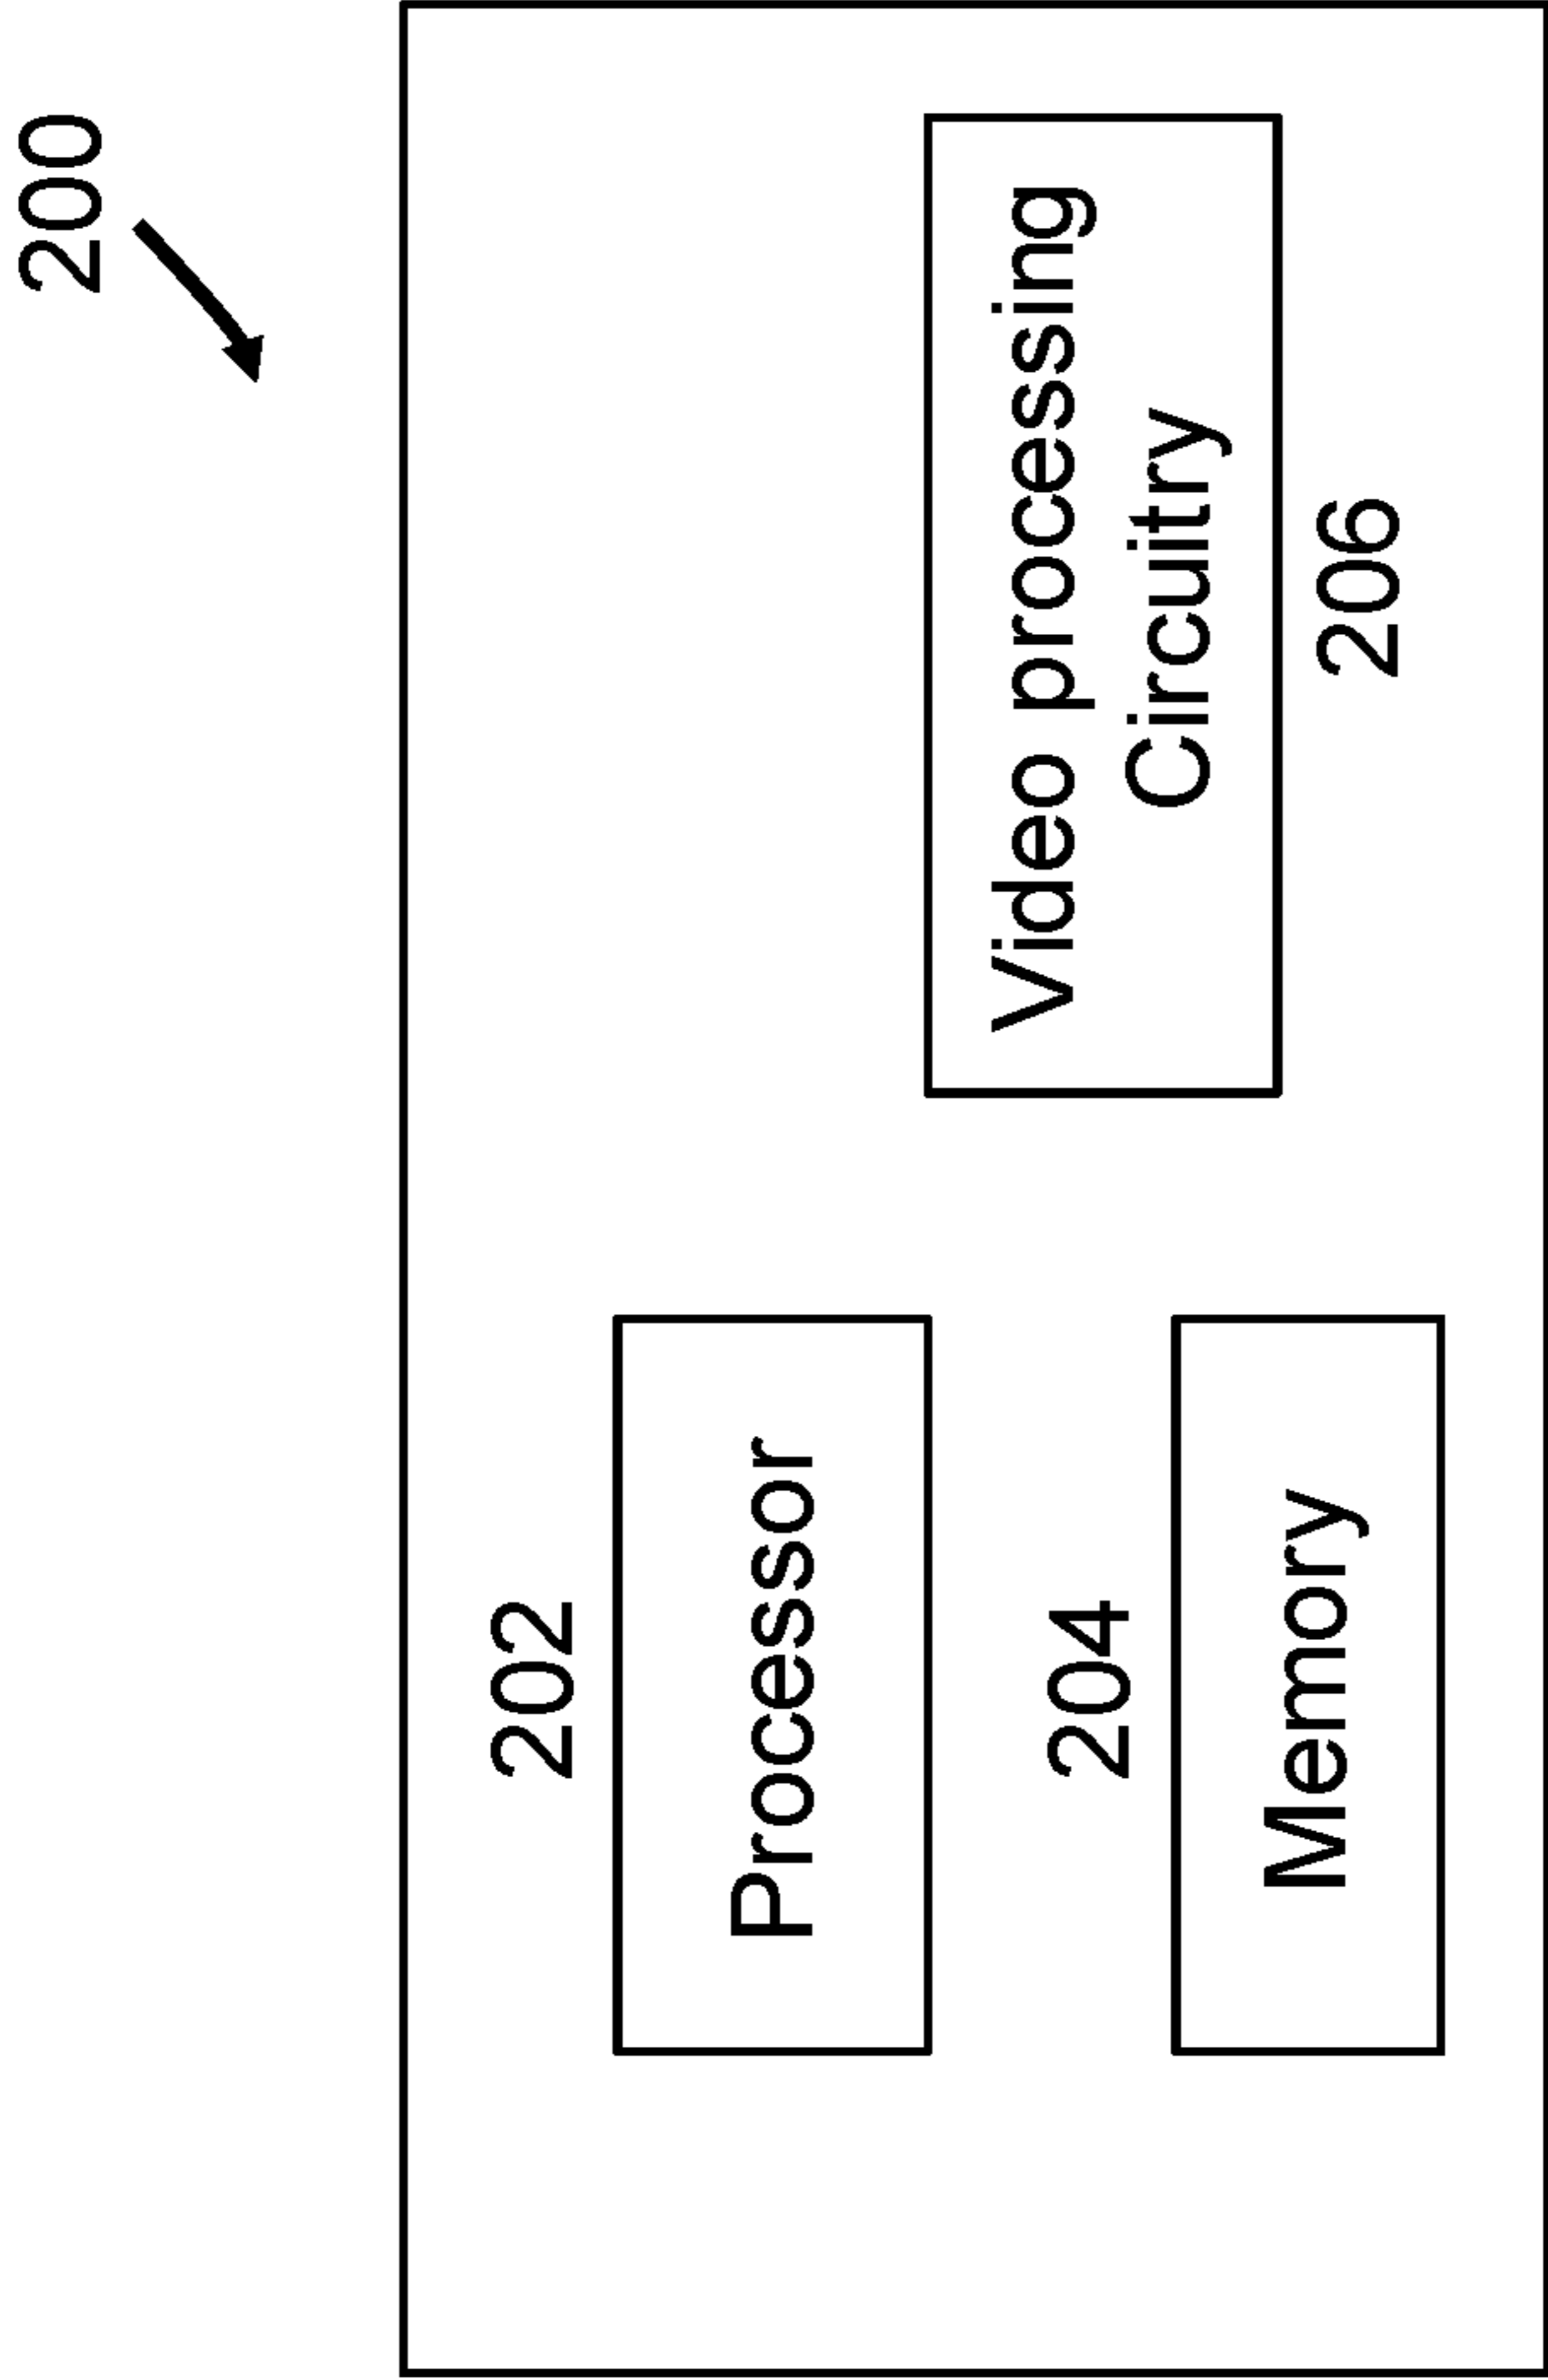 200
202
Processor
204
Memory
Video processing
Circuitry
206